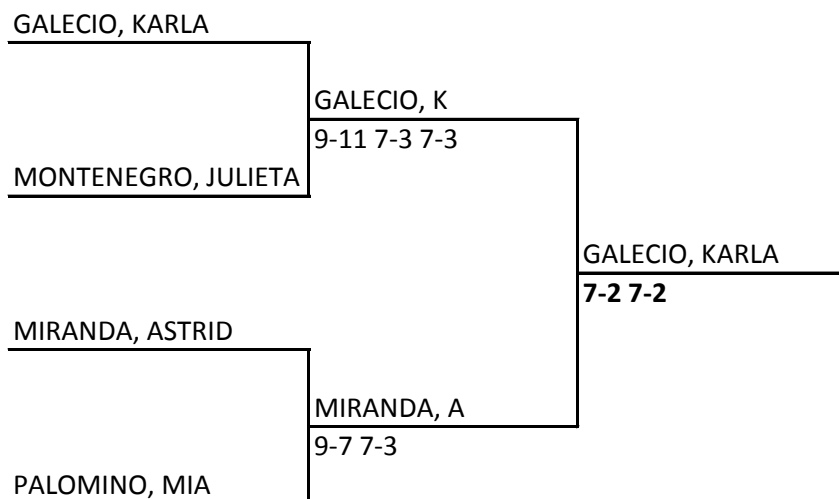 GALECIO, KARLA
GALECIO, K
9-11 7-3 7-3
MONTENEGRO, JULIETA
GALECIO, KARLA
7-2 7-2
MIRANDA, ASTRID
MIRANDA, A
9-7 7-3
PALOMINO, MIA